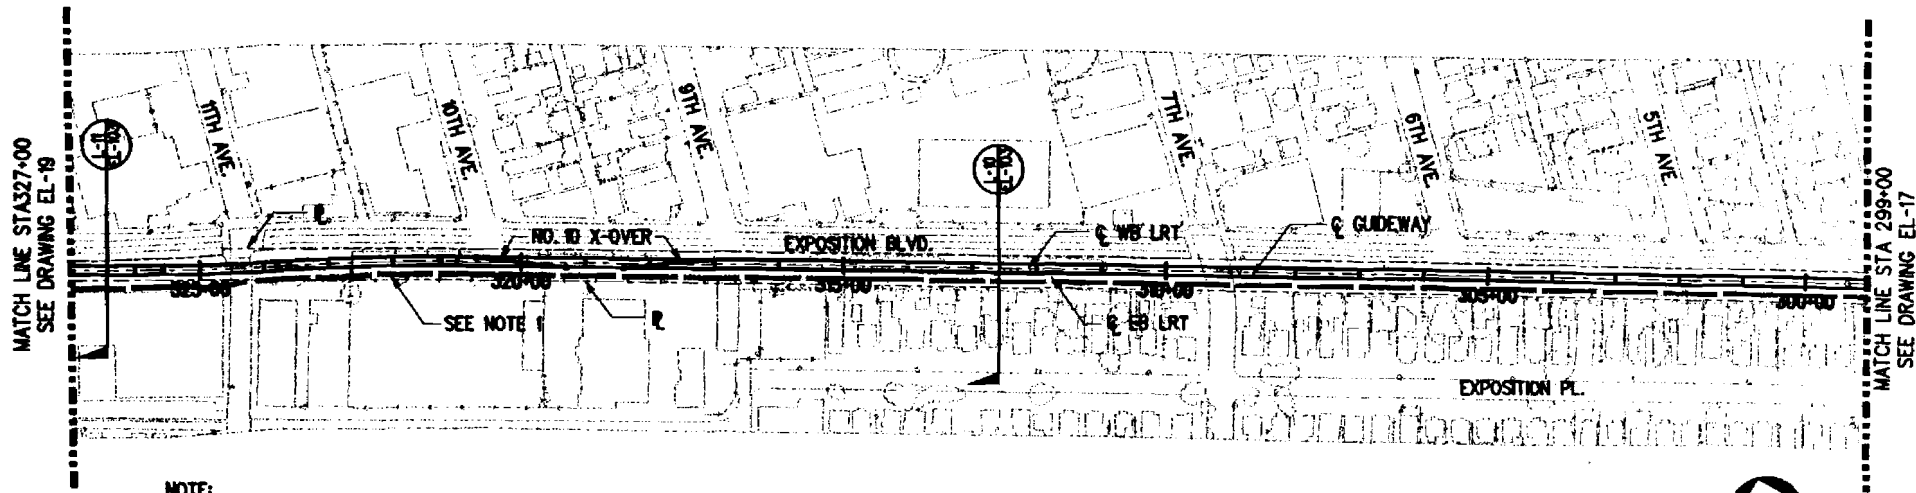 MATCH LINE STA327+00
SEE DRAWING EL-19
11TH AVE.
10TH AVE.
9TH AVE.
7TH AVE.
6TH AVE.
5TH AVE.
NO. 10 X-OVER
EXPOSITION BLVD.
℄ WB LRT
℄ GUIDEWAY
325+00
320+00
315+00
310+00
305+00
300+00
SEE NOTE 1
℄ EB LRT
EXPOSITION PL.
MATCH LINE STA 299+00
SEE DRAWING EL-17
NOTE: